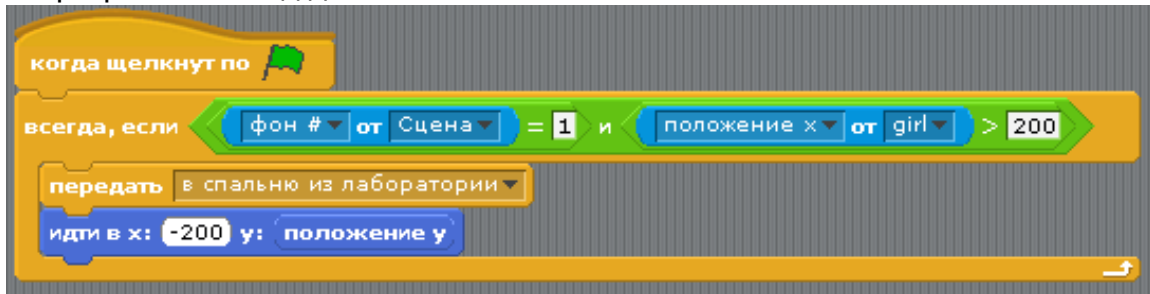 когда щелкнут по
всегда, если фон # от Сцена = 1 и положение x от girl > 200
передать в спальню из лаборатории
идти в x: -200 y: положение y